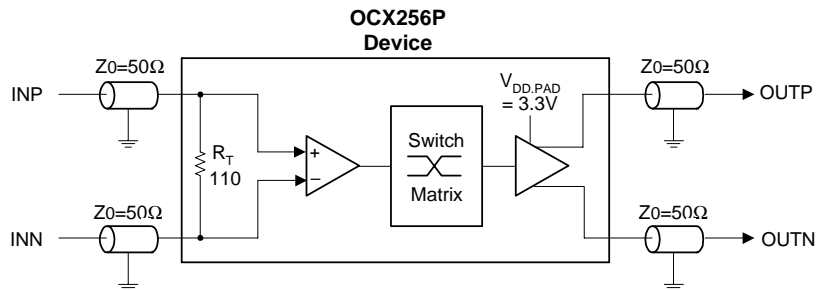 OCX256P
Device
Z0=50Ω
Z0=50Ω
V_DD.PAD
= 3.3V
INP
OUTP
R_T
110
+
−
Switch
Matrix
Z0=50Ω
Z0=50Ω
INN
OUTN